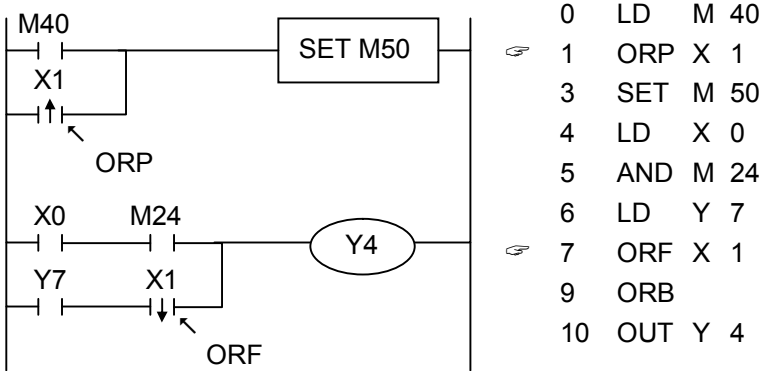 M40
SET M50
X1
ORP
X0 M24
Y4
Y7 X1
ORF
0 LD M 40
☞ 1 ORP X 1
3 SET M 50
4 LD X 0
5 AND M 24
6 LD Y 7
☞ 7 ORF X 1
9 ORB
10 OUT Y 4